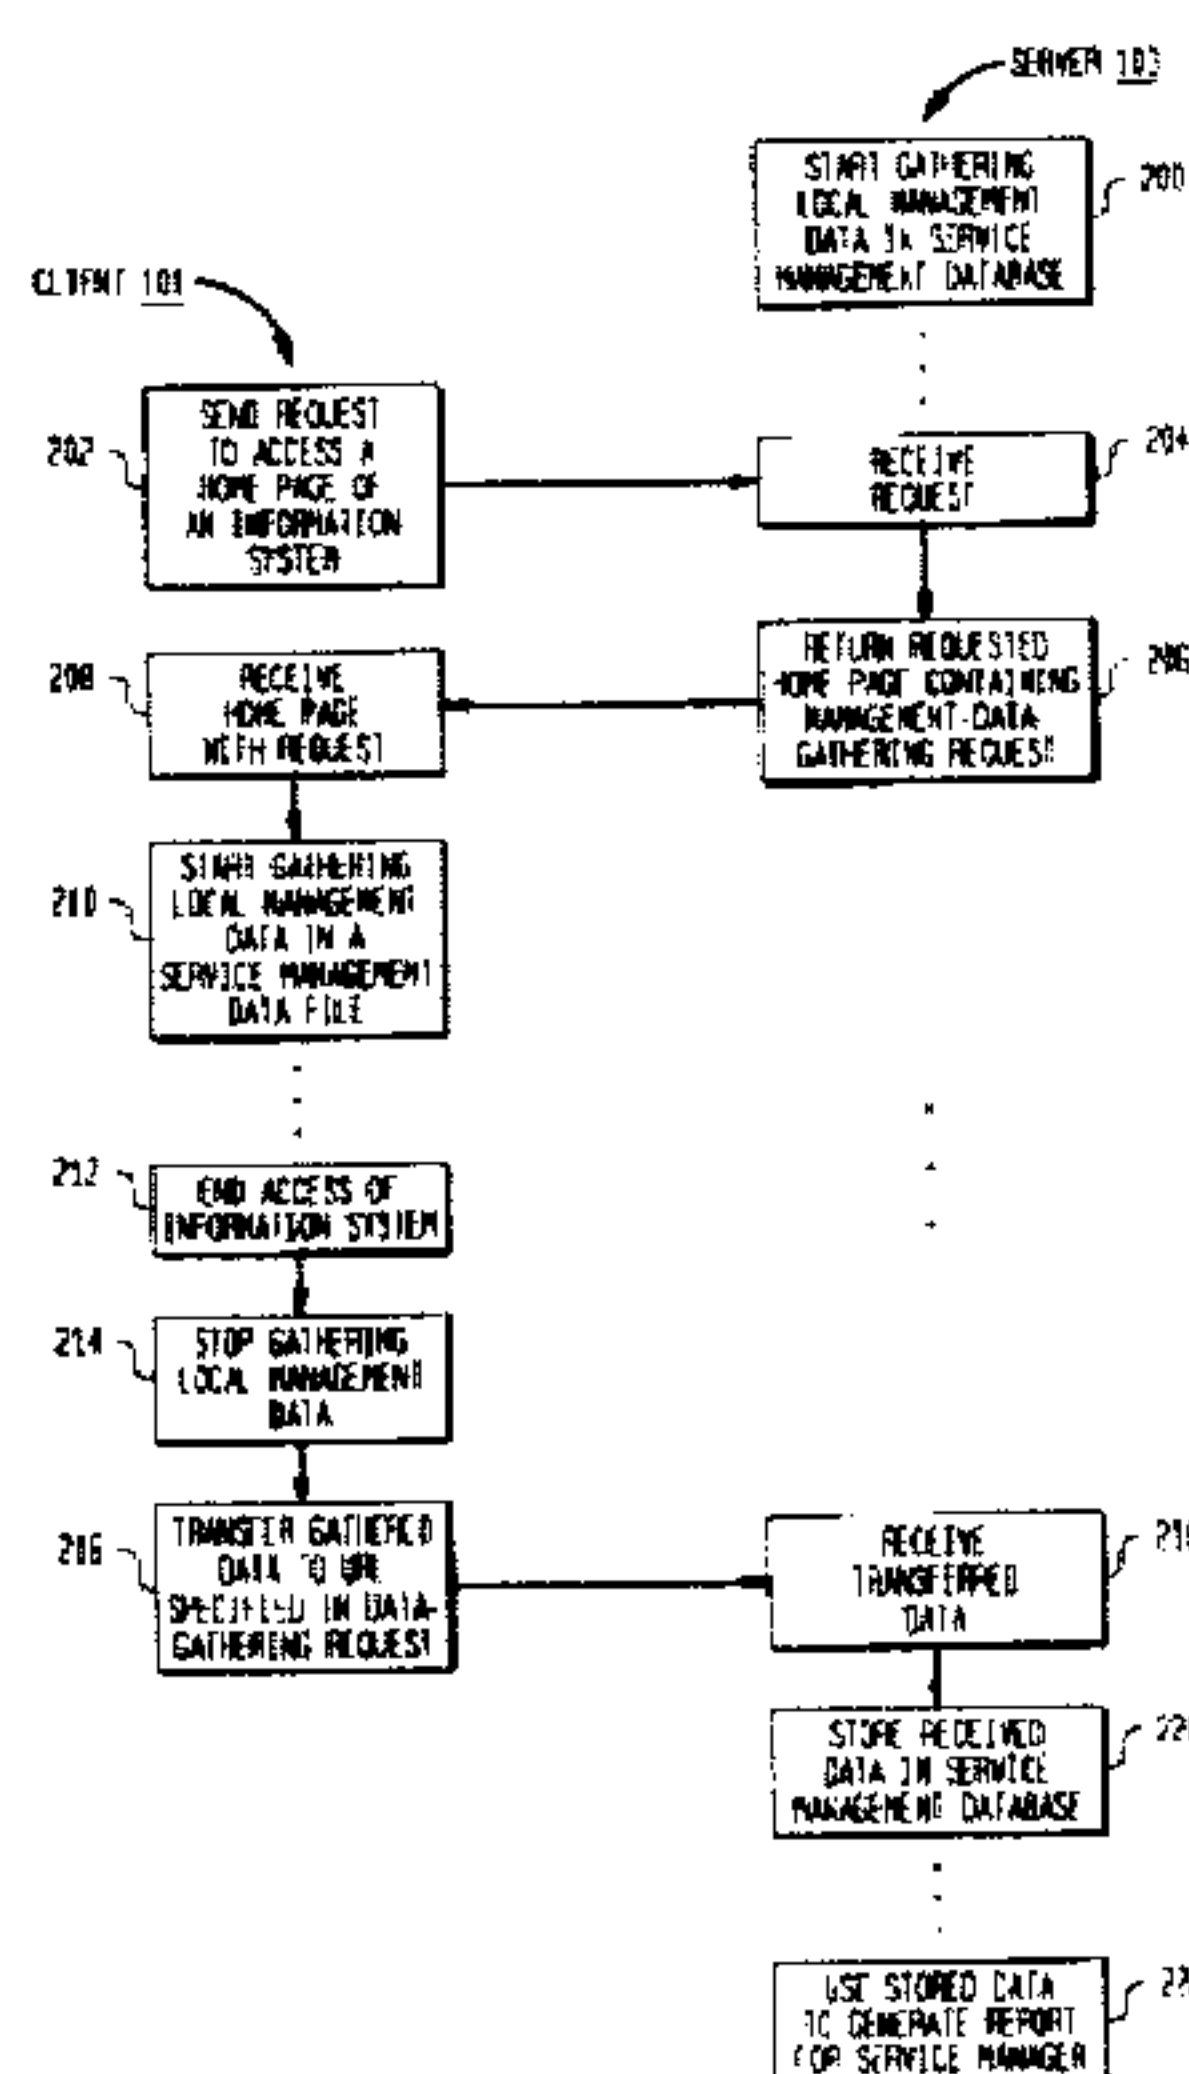 SERVER 103
START GATHERING
LOCAL MANAGEMENT
DATA IN SERVICE
MANAGEMENT DATABASE
200
CLIENT 101
SEND REQUEST
TO ACCESS A
HOME PAGE OF
AN INFORMATION
SYSTEM
202
RECEIVE
REQUEST
204
RETURN REQUESTED
HOME PAGE CONTAINING
MANAGEMENT-DATA-
GATHERING REQUEST
206
208
RECEIVE
HOME PAGE
WITH REQUEST
210
START GATHERING
LOCAL MANAGEMENT
DATA IN A
SERVICE MANAGEMENT
DATA FILE
212
END ACCESS OF
INFORMATION SYSTEM
214
STOP GATHERING
LOCAL MANAGEMENT
DATA
216
TRANSFER GATHERED
DATA TO URL
SPECIFIED IN DATA-
GATHERING REQUEST
RECEIVE
TRANSFERRED
DATA
STORE RECEIVED
DATA IN SERVICE
MANAGEMENT DATABASE
USE STORED DATA
TO GENERATE REPORT
FOR SERVICE MANAGER